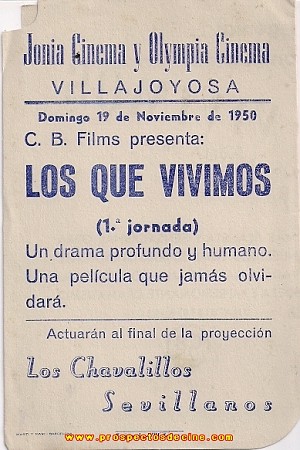 Jonia Cinema y Olympia Cinema
VILLAJOYOSA
Domingo 19 de Noviembre de 1950
C. B. Films presenta:
LOS QUE VIVIMOS
(1.ª jornada)
Un drama profundo y humano.
Una película que jamás olvi-
dará.
Actuarán al final de la proyección
Los Chavalillos
Sevillanos
www.prospectosdecine.com